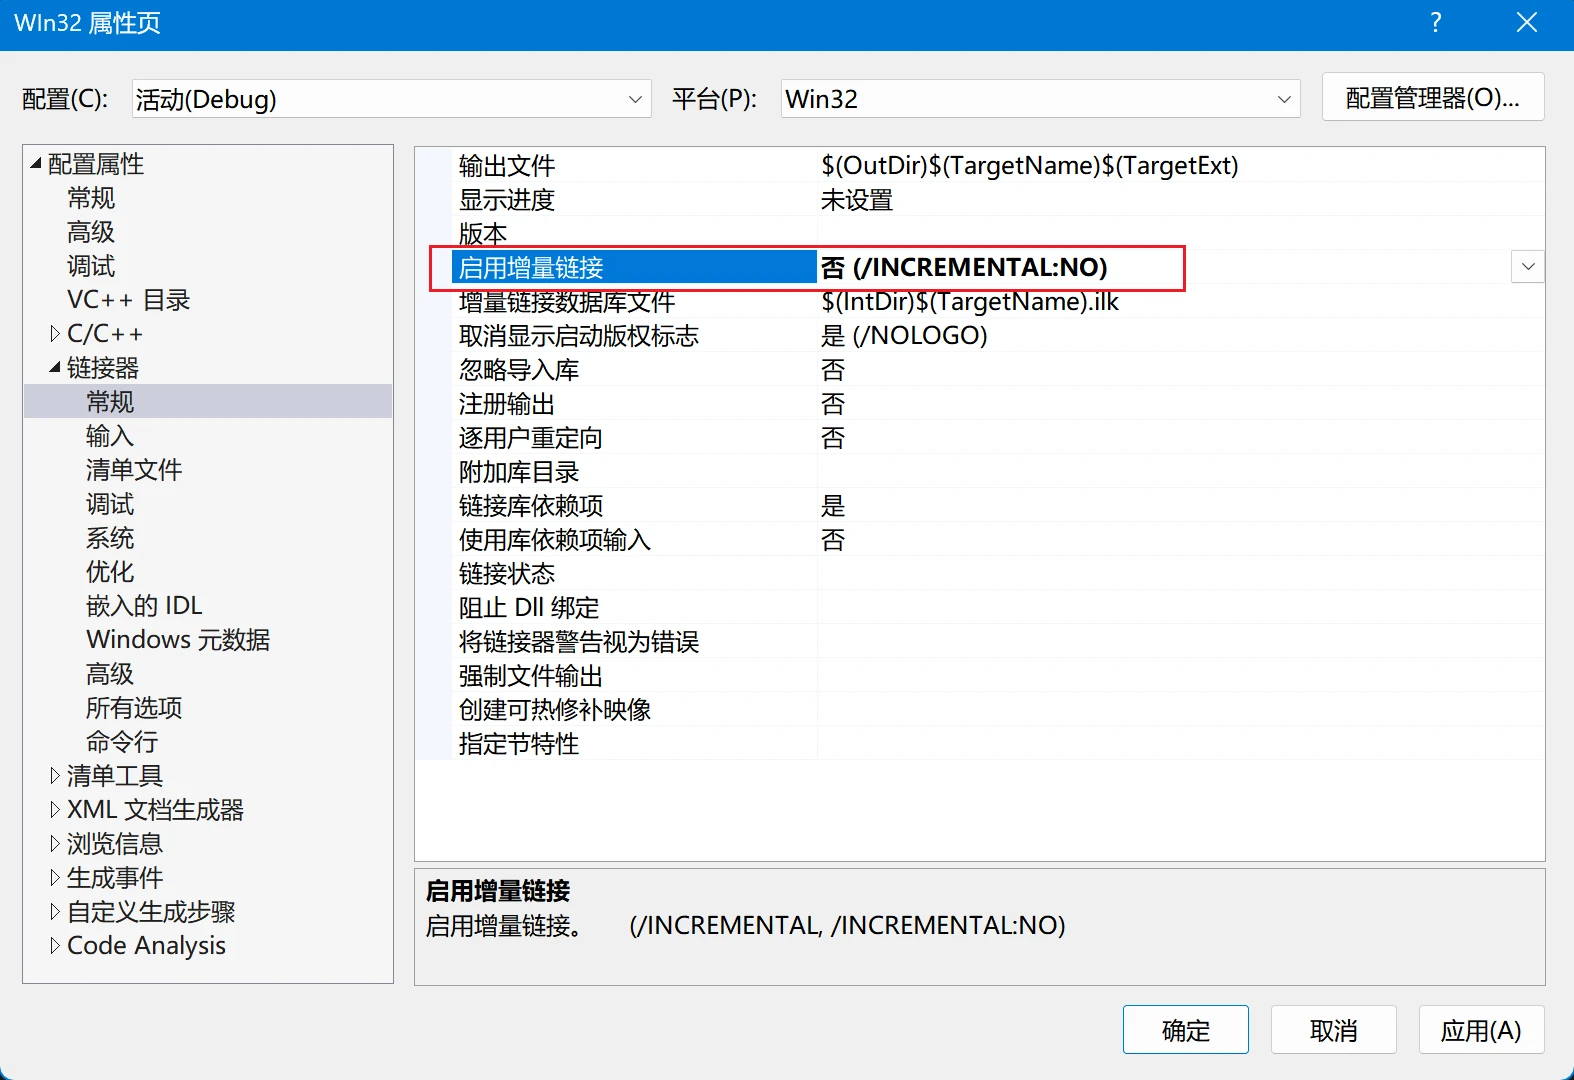 WIn32 属性页
配置(C): 活动(Debug) 平台(P): Win32 配置管理器(O)...
配置属性
常规
高级
调试
VC++ 目录
C/C++
链接器
常规
输入
清单文件
调试
系统
优化
嵌入的 IDL
Windows 元数据
高级
所有选项
命令行
清单工具
XML 文档生成器
浏览信息
生成事件
自定义生成步骤
Code Analysis
输出文件 $(OutDir)$(TargetName)$(TargetExt)
显示进度 未设置
版本
启用增量链接 否 (/INCREMENTAL:NO)
增量链接数据库文件 $(IntDir)$(TargetName).ilk
取消显示启动版权标志 是 (/NOLOGO)
忽略导入库 否
注册输出 否
逐用户重定向 否
附加库目录
链接库依赖项 是
使用库依赖项输入 否
链接状态
阻止 Dll 绑定
将链接器警告视为错误
强制文件输出
创建可热修补映像
指定节特性
启用增量链接
启用增量链接。 (/INCREMENTAL, /INCREMENTAL:NO)
确定 取消 应用(A)